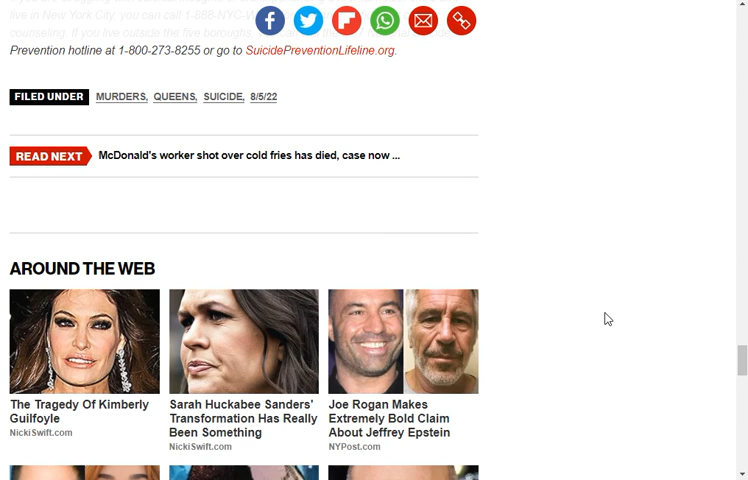 live in New York City, you can call 1-888-NYC-W
counseling. If you live outside the five boroughs, you can
Prevention hotline at 1-800-273-8255 or go to SuicidePreventionLifeline.org.
FILED UNDER MURDERS, QUEENS, SUICIDE, 8/5/22
READ NEXT McDonald's worker shot over cold fries has died, case now ...
AROUND THE WEB
The Tragedy Of Kimberly
Guilfoyle
NickiSwift.com
Sarah Huckabee Sanders'
Transformation Has Really
Been Something
NickiSwift.com
Joe Rogan Makes
Extremely Bold Claim
About Jeffrey Epstein
NYPost.com